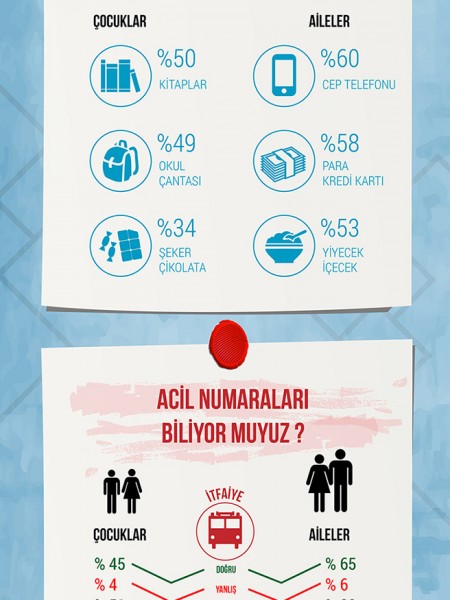 ÇOCUKLAR
AİLELER
%50
KİTAPLAR
%60
CEP TELEFONU
%49
OKUL
ÇANTASI
%58
PARA
KREDİ KARTI
%34
ŞEKER
ÇİKOLATA
%53
YİYECEK
İÇECEK
ACİL NUMARALARI
BİLİYOR MUYUZ ?
İTFAİYE
ÇOCUKLAR
AİLELER
% 45
DOĞRU
% 65
% 4
YANLIŞ
% 6